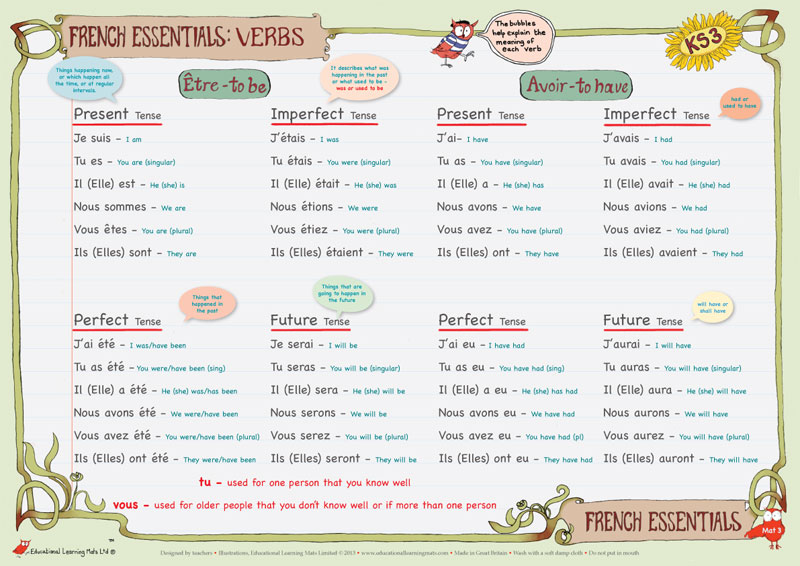 FRENCH ESSENTIALS: VERBS
The bubbles
help explain the
meaning of
each verb
KS3
Things happening now,
or which happen all
the time, or at regular
intervals.
Être - to be
It describes what was
happening in the past
or what used to be -
was or used to be
Avoir - to have
Present Tense
Je suis – I am
Tu es – You are (singular)
Il (Elle) est – He (she) is
Nous sommes – We are
Vous êtes – You are (plural)
Ils (Elles) sont – They are
Imperfect Tense
J'étais – I was
Tu étais – You were (singular)
Il (Elle) était – He (she) was
Nous étions – We were
Vous étiez – You were (plural)
Ils (Elles) étaient – They were
Present Tense
J'ai– I have
Tu as – You have (singular)
Il (Elle) a – He (she) has
Nous avons – We have
Vous avez – You have (plural)
Ils (Elles) ont – They have
had or
used to have
Imperfect Tense
J'avais – I had
Tu avais – You had (singular)
Il (Elle) avait – He (she) had
Nous avions – We had
Vous aviez – You had (plural)
Ils (Elles) avaient – They had
Things that
happened in
the past
Perfect Tense
J'ai été – I was/have been
Tu as été – You were/have been (sing)
Il (Elle) a été – He (she) was/has been
Nous avons été – We were/have been
Vous avez été – You were/have been (plural)
Ils (Elles) ont été – They were/have been
Things that are
going to happen in
the future
Future Tense
Je serai – I will be
Tu seras – You will be (singular)
Il (Elle) sera – He (she) will be
Nous serons – We will be
Vous serez – You will be (plural)
Ils (Elles) seront – They will be
Perfect Tense
J'ai eu – I have had
Tu as eu – You have had (sing)
Il (Elle) a eu – He (she) has had
Nous avons eu – We have had
Vous avez eu – You have had (pl)
Ils (Elles) ont eu – They have had
will have or
shall have
Future Tense
J'aurai – I will have
Tu auras – You will have (singular)
Il (Elle) aura – He (she) will have
Nous aurons – We will have
Vous aurez – You will have (plural)
Ils (Elles) auront – They will have
tu – used for one person that you know well
vous – used for older people that you don't know well or if more than one person
FRENCH ESSENTIALS
Mat 3
Educational Learning Mats Ltd ©
TM
Designed by teachers • Illustrations, Educational Learning Mats Limited © 2013 • www.educationallearningmats.com • Made in Great Britain • Wash with a soft damp cloth • Do not put in mouth